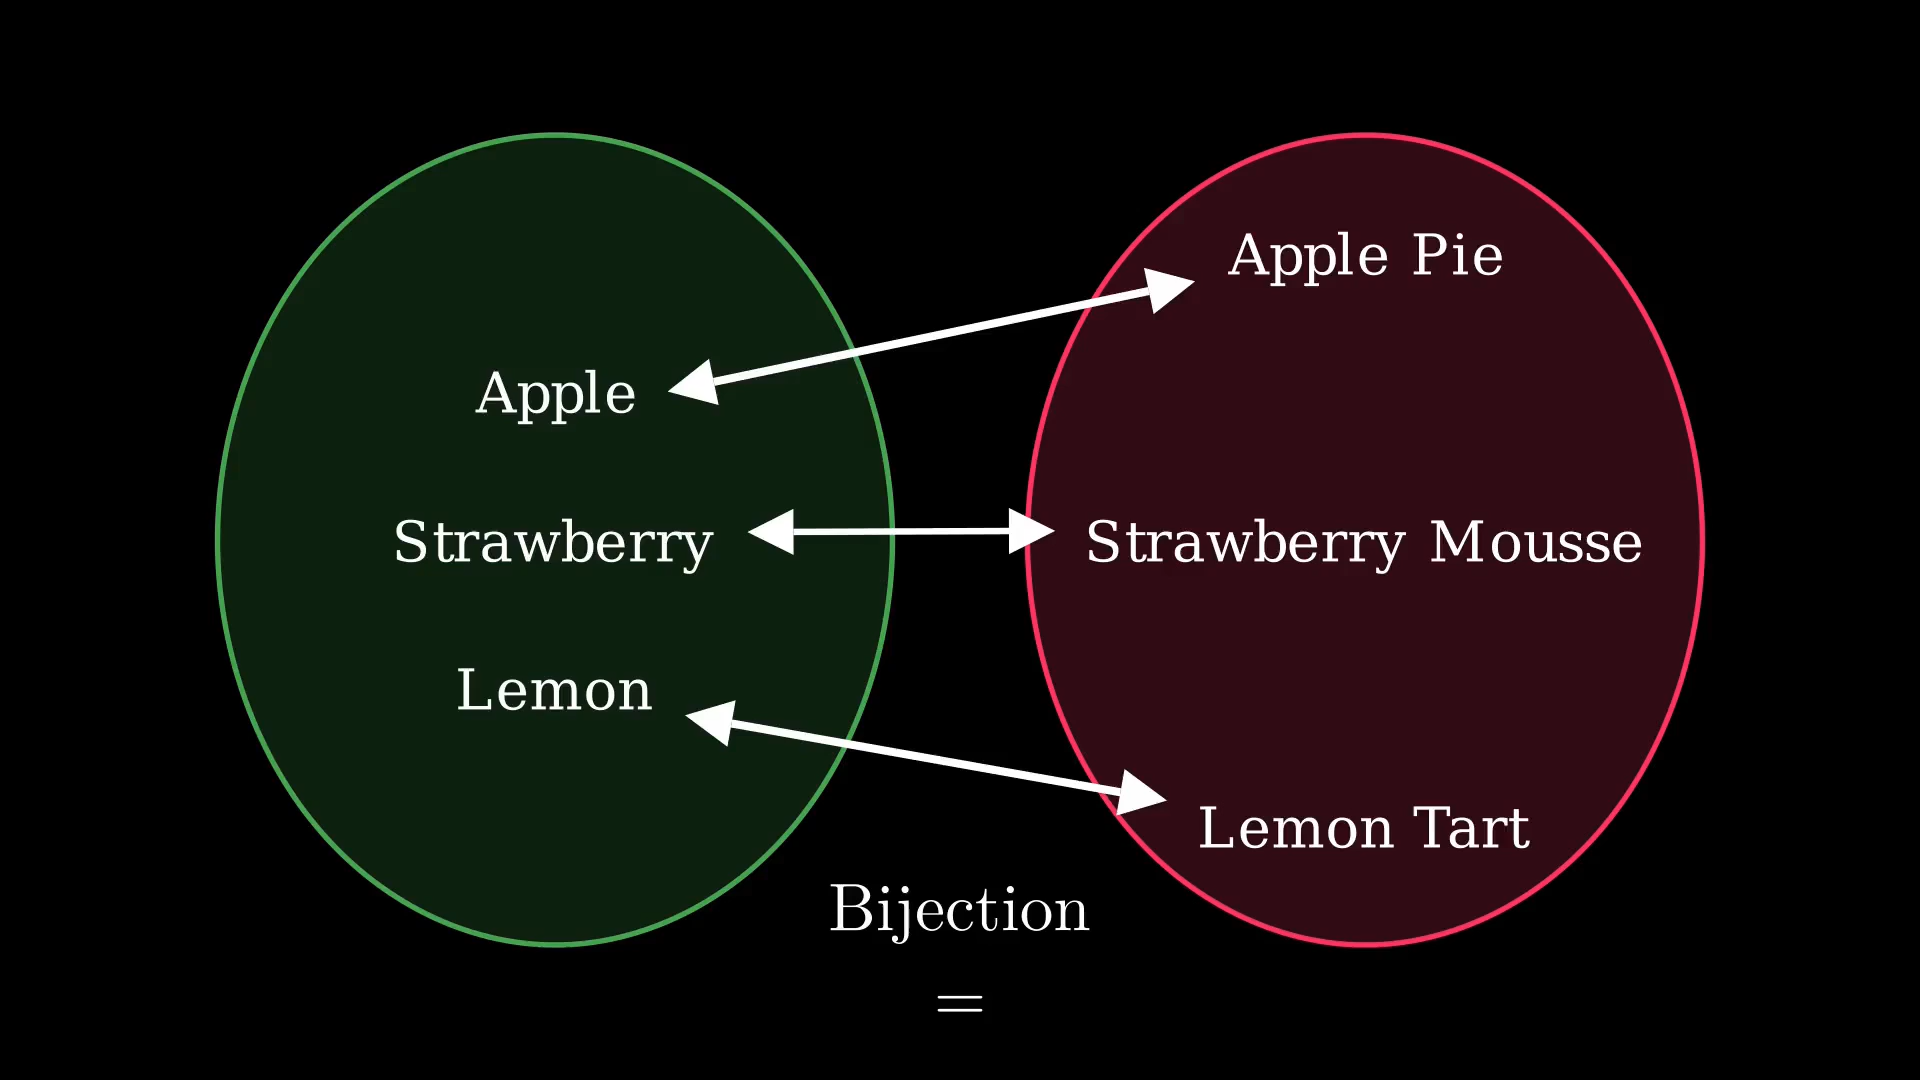 Apple Pie
Apple
Strawberry
Strawberry Mousse
Lemon
Lemon Tart
Bijection
=